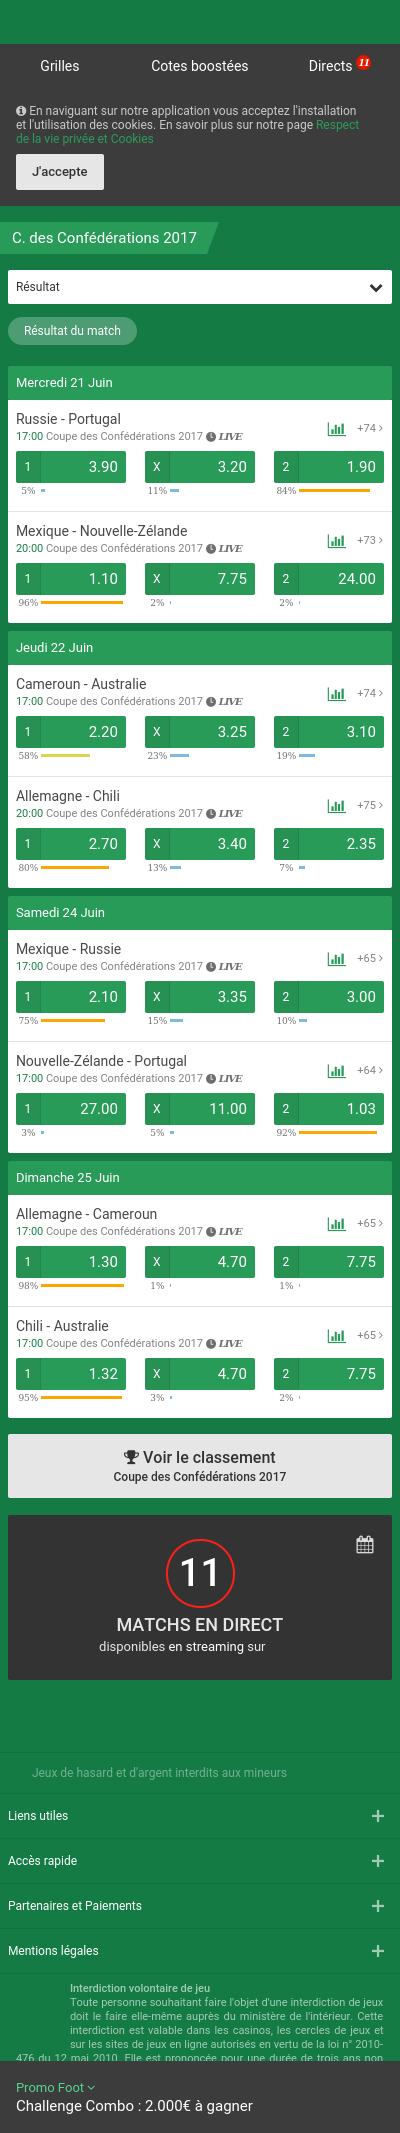 Grilles
Cotes boostées
Directs 11
En naviguant sur notre application vous acceptez l'installation
et l'utilisation des cookies. En savoir plus sur notre page Respect
de la vie privée et Cookies
J'accepte
C. des Confédérations 2017
Résultat
Résultat du match
Mercredi 21 Juin
Russie - Portugal
17:00 Coupe des Confédérations 2017 LIVE
+74
1 3.90 X 3.20 2 1.90
5% 11% 84%
Mexique - Nouvelle-Zélande
20:00 Coupe des Confédérations 2017 LIVE
+73
1 1.10 X 7.75 2 24.00
96% 2% 2%
Jeudi 22 Juin
Cameroun - Australie
17:00 Coupe des Confédérations 2017 LIVE
+74
1 2.20 X 3.25 2 3.10
58% 23% 19%
Allemagne - Chili
20:00 Coupe des Confédérations 2017 LIVE
+75
1 2.70 X 3.40 2 2.35
80% 13% 7%
Samedi 24 Juin
Mexique - Russie
17:00 Coupe des Confédérations 2017 LIVE
+65
1 2.10 X 3.35 2 3.00
75% 15% 10%
Nouvelle-Zélande - Portugal
17:00 Coupe des Confédérations 2017 LIVE
+64
1 27.00 X 11.00 2 1.03
3% 5% 92%
Dimanche 25 Juin
Allemagne - Cameroun
17:00 Coupe des Confédérations 2017 LIVE
+65
1 1.30 X 4.70 2 7.75
98% 1% 1%
Chili - Australie
17:00 Coupe des Confédérations 2017 LIVE
+65
1 1.32 X 4.70 2 7.75
95% 3% 2%
Voir le classement
Coupe des Confédérations 2017
11
MATCHS EN DIRECT
disponibles en streaming sur
Jeux de hasard et d'argent interdits aux mineurs
Liens utiles
Accès rapide
Partenaires et Paiements
Mentions légales
Interdiction volontaire de jeu
Toute personne souhaitant faire l'objet d'une interdiction de jeux
doit le faire elle-même auprès du ministère de l'intérieur. Cette
interdiction est valable dans les casinos, les cercles de jeux et
sur les sites de jeux en ligne autorisés en vertu de la loi n° 2010-
476 du 12 mai 2010. Elle est prononcée pour une durée de trois ans non
Promo Foot
Challenge Combo : 2.000€ à gagner